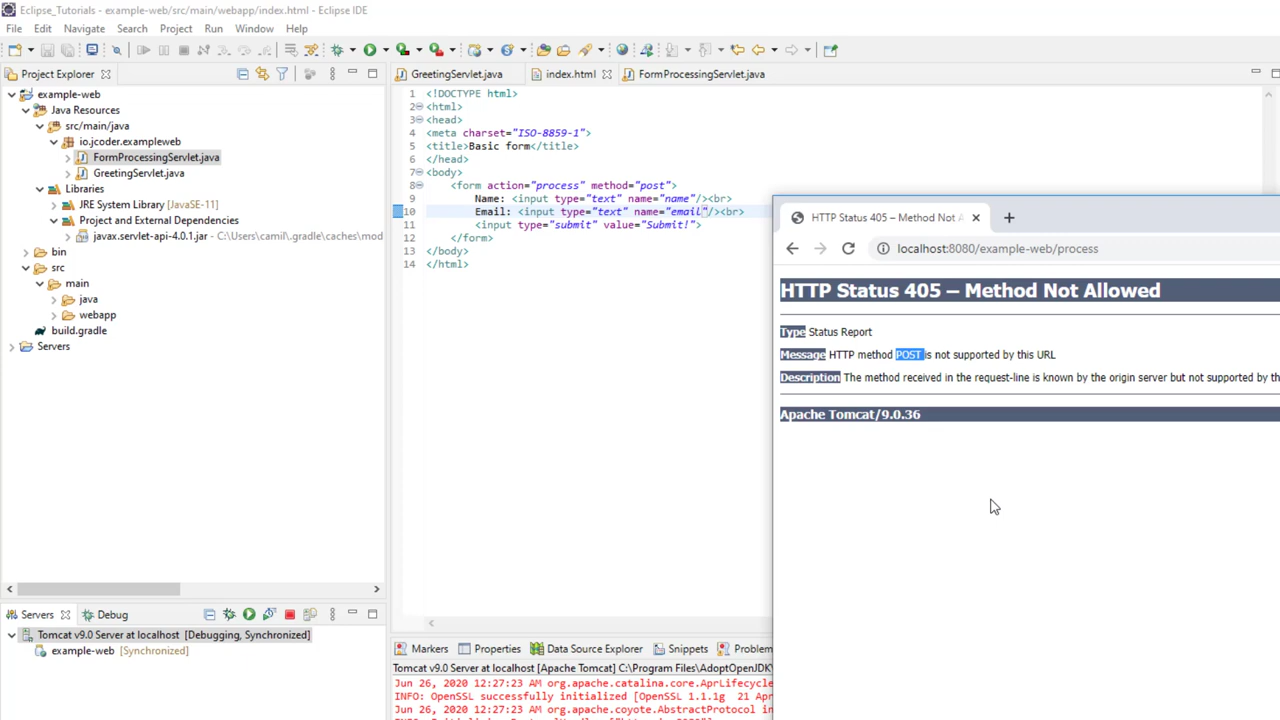 Eclipse_Tutorials - example-web/src/main/webapp/index.html - Eclipse IDE
File Edit Navigate Search Project Run Window Help
Project Explorer
example-web
Java Resources
src/main/java
io.jcoder.exampleweb
FormProcessingServlet.java
GreetingServlet.java
Libraries
JRE System Library [JavaSE-11]
Project and External Dependencies
javax.servlet-api-4.0.1.jar - C:\Users\camil\.gradle\caches\mod
bin
src
main
java
webapp
build.gradle
Servers
GreetingServlet.java index.html FormProcessingServlet.java
1 <!DOCTYPE html>
2 <html>
3 <head>
4 <meta charset="ISO-8859-1">
5 <title>Basic form</title>
6 </head>
7 <body>
8 <form action="process" method="post">
9 Name: <input type="text" name="name"/><br>
10 Email: <input type="text" name="email"/><br>
11 <input type="submit" value="Submit!">
12 </form>
13 </body>
14 </html>
HTTP Status 405 – Method Not A
localhost:8080/example-web/process
HTTP Status 405 – Method Not Allowed
Type Status Report
Message HTTP method POST is not supported by this URL
Description The method received in the request-line is known by the origin server but not supported by th
Apache Tomcat/9.0.36
Servers Debug
Tomcat v9.0 Server at localhost [Debugging, Synchronized]
example-web [Synchronized]
Markers Properties Data Source Explorer Snippets Problem
Tomcat v9.0 Server at localhost [Apache Tomcat] C:\Program Files\AdoptOpenJDK\
Jun 26, 2020 12:27:23 AM org.apache.catalina.core.AprLifecycle
INFO: OpenSSL successfully initialized [OpenSSL 1.1.1g 21 Apr
Jun 26, 2020 12:27:23 AM org.apache.coyote.AbstractProtocol in